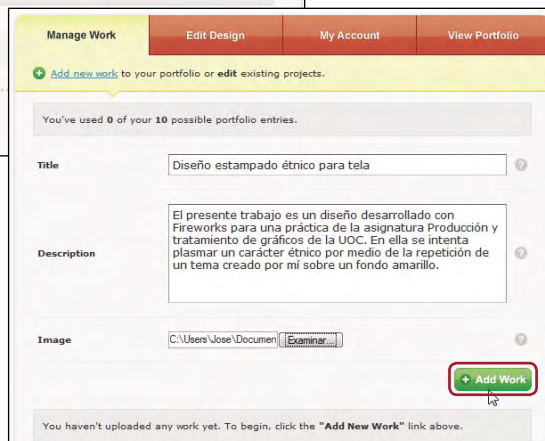 Manage Work
Edit Design
My Account
View Portfolio
Add new work to your portfolio or edit existing projects.
You've used 0 of your 10 possible portfolio entries.
Title
Diseño estampado étnico para tela
?
Description
El presente trabajo es un diseño desarrollado con
Fireworks para una práctica de la asignatura Producción y
tratamiento de gráficos de la UOC. En ella se intenta
plasmar un carácter étnico por medio de la repetición de
un tema creado por mí sobre un fondo amarillo.
?
Image
C:\Users\Jose\Documen
Examinar...
?
+ Add Work
You haven't uploaded any work yet. To begin, click the "Add New Work" link above.